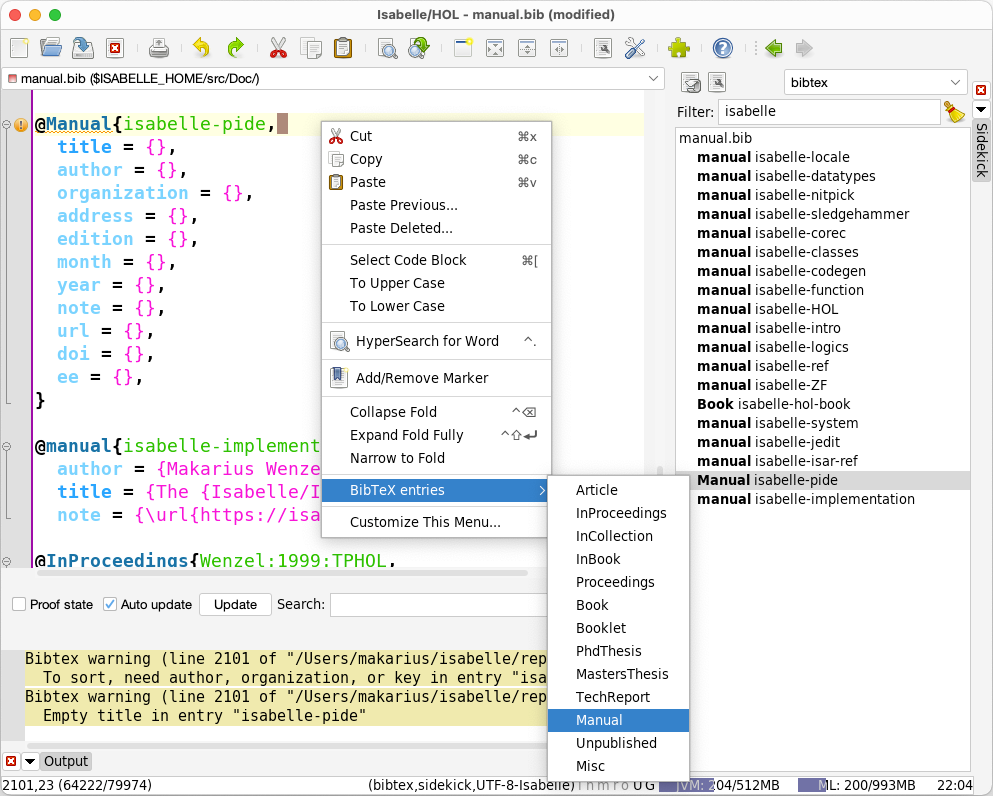 Isabelle/HOL - manual.bib (modified)
manual.bib ($ISABELLE_HOME/src/Doc/)
@Manual{isabelle-pide,
title = {},
author = {},
organization = {},
address = {},
edition = {},
month = {},
year = {},
note = {},
url = {},
doi = {},
ee = {},
}
@manual{isabelle-implement
author = {Makarius Wenze
title = {The {Isabelle/I
note = {\url{https://isa
@InProceedings{Wenzel:1999:TPHOL,
Cut ⌘x
Copy ⌘c
Paste ⌘v
Paste Previous...
Paste Deleted...
Select Code Block ⌘[
To Upper Case
To Lower Case
HyperSearch for Word ^.
Add/Remove Marker
Collapse Fold ^⌫
Expand Fold Fully ^⇧↩
Narrow to Fold
BibTeX entries
Customize This Menu...
Article
InProceedings
InCollection
InBook
Proceedings
Book
Booklet
PhdThesis
MastersThesis
TechReport
Manual
Unpublished
Misc
bibtex
Filter: isabelle
manual.bib
manual isabelle-locale
manual isabelle-datatypes
manual isabelle-nitpick
manual isabelle-sledgehammer
manual isabelle-corec
manual isabelle-classes
manual isabelle-codegen
manual isabelle-function
manual isabelle-HOL
manual isabelle-intro
manual isabelle-logics
manual isabelle-ref
manual isabelle-ZF
Book isabelle-hol-book
manual isabelle-system
manual isabelle-jedit
manual isabelle-isar-ref
Manual isabelle-pide
manual isabelle-implementation
Sidekick
Proof state Auto update Update Search:
Bibtex warning (line 2101 of "/Users/makarius/isabelle/rep
To sort, need author, organization, or key in entry "isa
Bibtex warning (line 2101 of "/Users/makarius/isabelle/rep
Empty title in entry "isabelle-pide"
Output
2101,23 (64222/79974) (bibtex,sidekick,UTF-8-Isabelle) n m r o U G VM: 204/512MB ML: 200/993MB 22:04